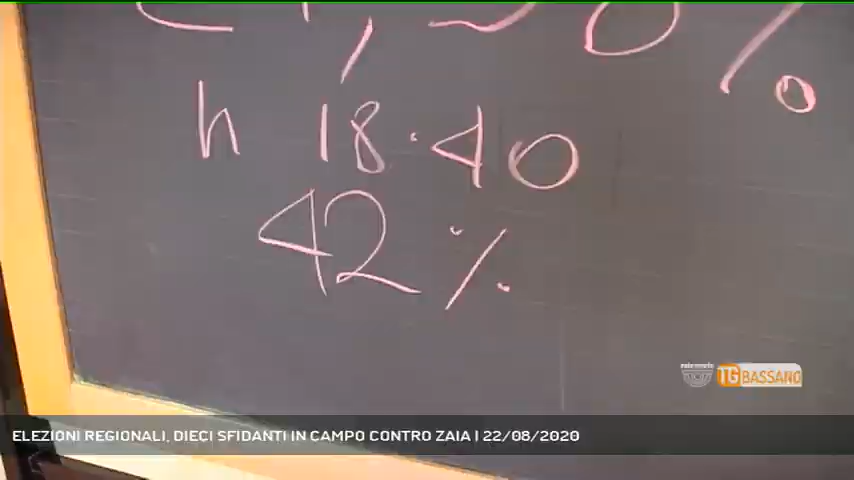 h 18.40
42 %
TG BASSANO
ELEZIONI REGIONALI, DIECI SFIDANTI IN CAMPO CONTRO ZAIA | 22/08/2020